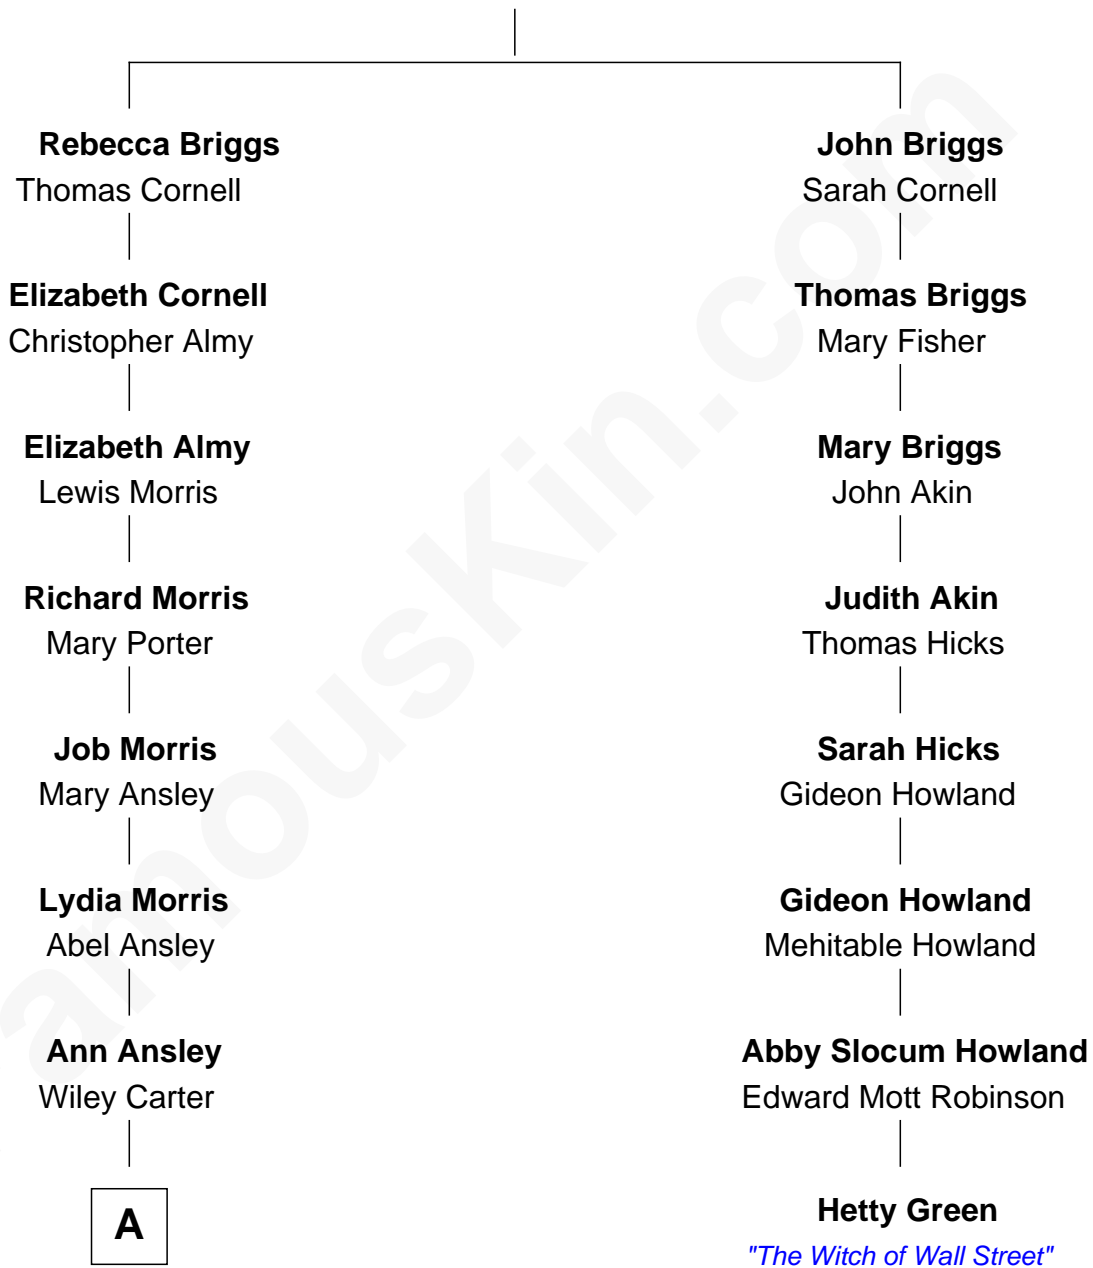 Rebecca Briggs
Thomas Cornell
Elizabeth Cornell
Christopher Almy
Elizabeth Almy
Lewis Morris
Richard Morris
Mary Porter
Job Morris
Mary Ansley
Lydia Morris
Abel Ansley
Ann Ansley
Wiley Carter
A
John Briggs
Sarah Cornell
Thomas Briggs
Mary Fisher
Mary Briggs
John Akin
Judith Akin
Thomas Hicks
Sarah Hicks
Gideon Howland
Gideon Howland
Mehitable Howland
Abby Slocum Howland
Edward Mott Robinson
Hetty Green
"The Witch of Wall Street"
amouskin.com